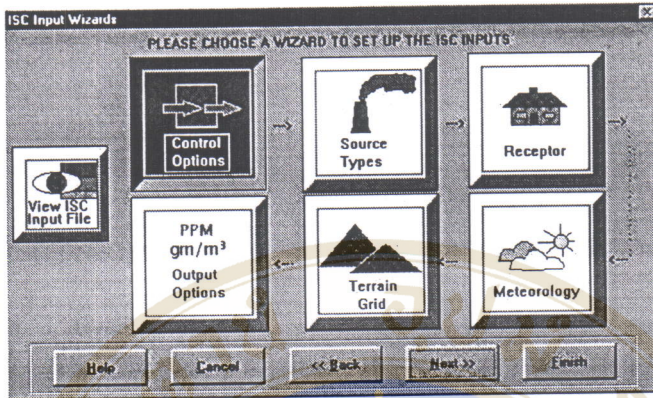 ISC Input Wizards
PLEASE CHOOSE A WIZARD TO SET UP THE ISC INPUTS
Control
Options
Source
Types
Receptor
View ISC
Input File
PPM
gm/m³
Output
Options
Terrain
Grid
Meteorology
Help
Cancel
<< Back
Next >>
Finish